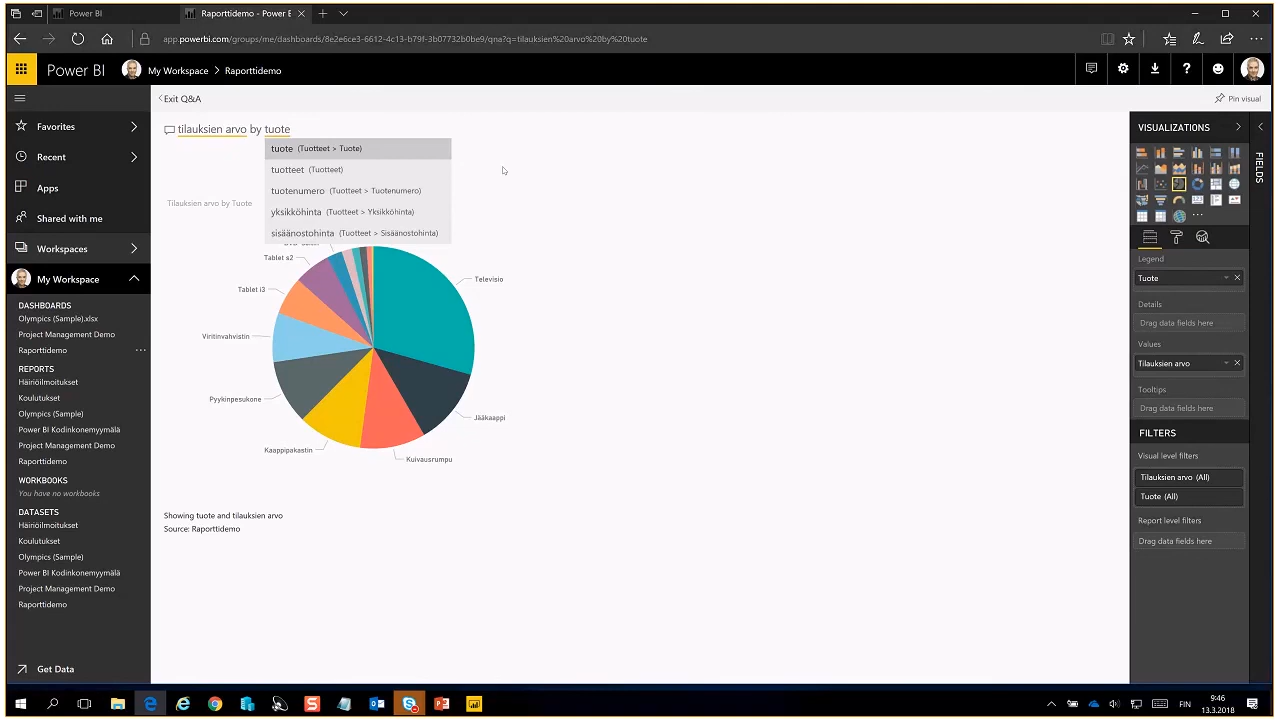 Power BI
Raporttidemo - Power B
app.powerbi.com/groups/me/dashboards/8e2e6ce3-6612-4c13-b79f-3b07732b0be9/qna?q=tilauksien%20arvo%20by%20tuote
Power BI
My Workspace > Raporttidemo
Exit Q&A
Pin visual
Favorites
Recent
Apps
Shared with me
Workspaces
My Workspace
DASHBOARDS
Olympics (Sample).xlsx
Project Management Demo
Raporttidemo
REPORTS
Häiriöilmoitukset
Koulutukset
Olympics (Sample)
Power BI Kodinkonemyymälä
Project Management Demo
Raporttidemo
WORKBOOKS
You have no workbooks
DATASETS
Häiriöilmoitukset
Koulutukset
Olympics (Sample)
Power BI Kodinkonemyymälä
Project Management Demo
Raporttidemo
Get Data
tilauksien arvo by tuote
tuote (Tuotteet > Tuote)
tuotteet (Tuotteet)
tuotenumero (Tuotteet > Tuotenumero)
yksikköhinta (Tuotteet > Yksikköhinta)
sisäänostohinta (Tuotteet > Sisäänostohinta)
Tilauksien arvo by Tuote
Tablet s2
Televisio
Tablet i3
Viritinvahvistin
Pyykinpesukone
Jääkaappi
Kaappipakastin
Kuivausrumpu
Showing tuote and tilauksien arvo
Source: Raporttidemo
VISUALIZATIONS
FIELDS
Legend
Tuote
Details
Drag data fields here
Values
Tilauksien arvo
Tooltips
Drag data fields here
FILTERS
Visual level filters
Tilauksien arvo (All)
Tuote (All)
Report level filters
Drag data fields here
FIN
9:46
13.3.2018